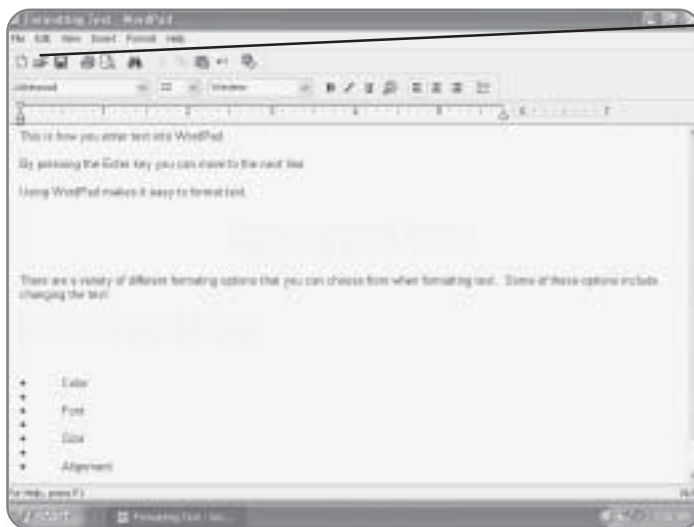 Formatting Text - WordPad
File Edit View Insert Format Help
Western
This is how you enter text into WordPad.
By pressing the Enter key you can move to the next line.
Using WordPad makes it easy to format text.
There are a variety of different formatting options that you can choose from when formatting text. Some of these options include
changing the text:
Color
Font
Size
Alignment
For Help, press F1
start
Formatting Text -